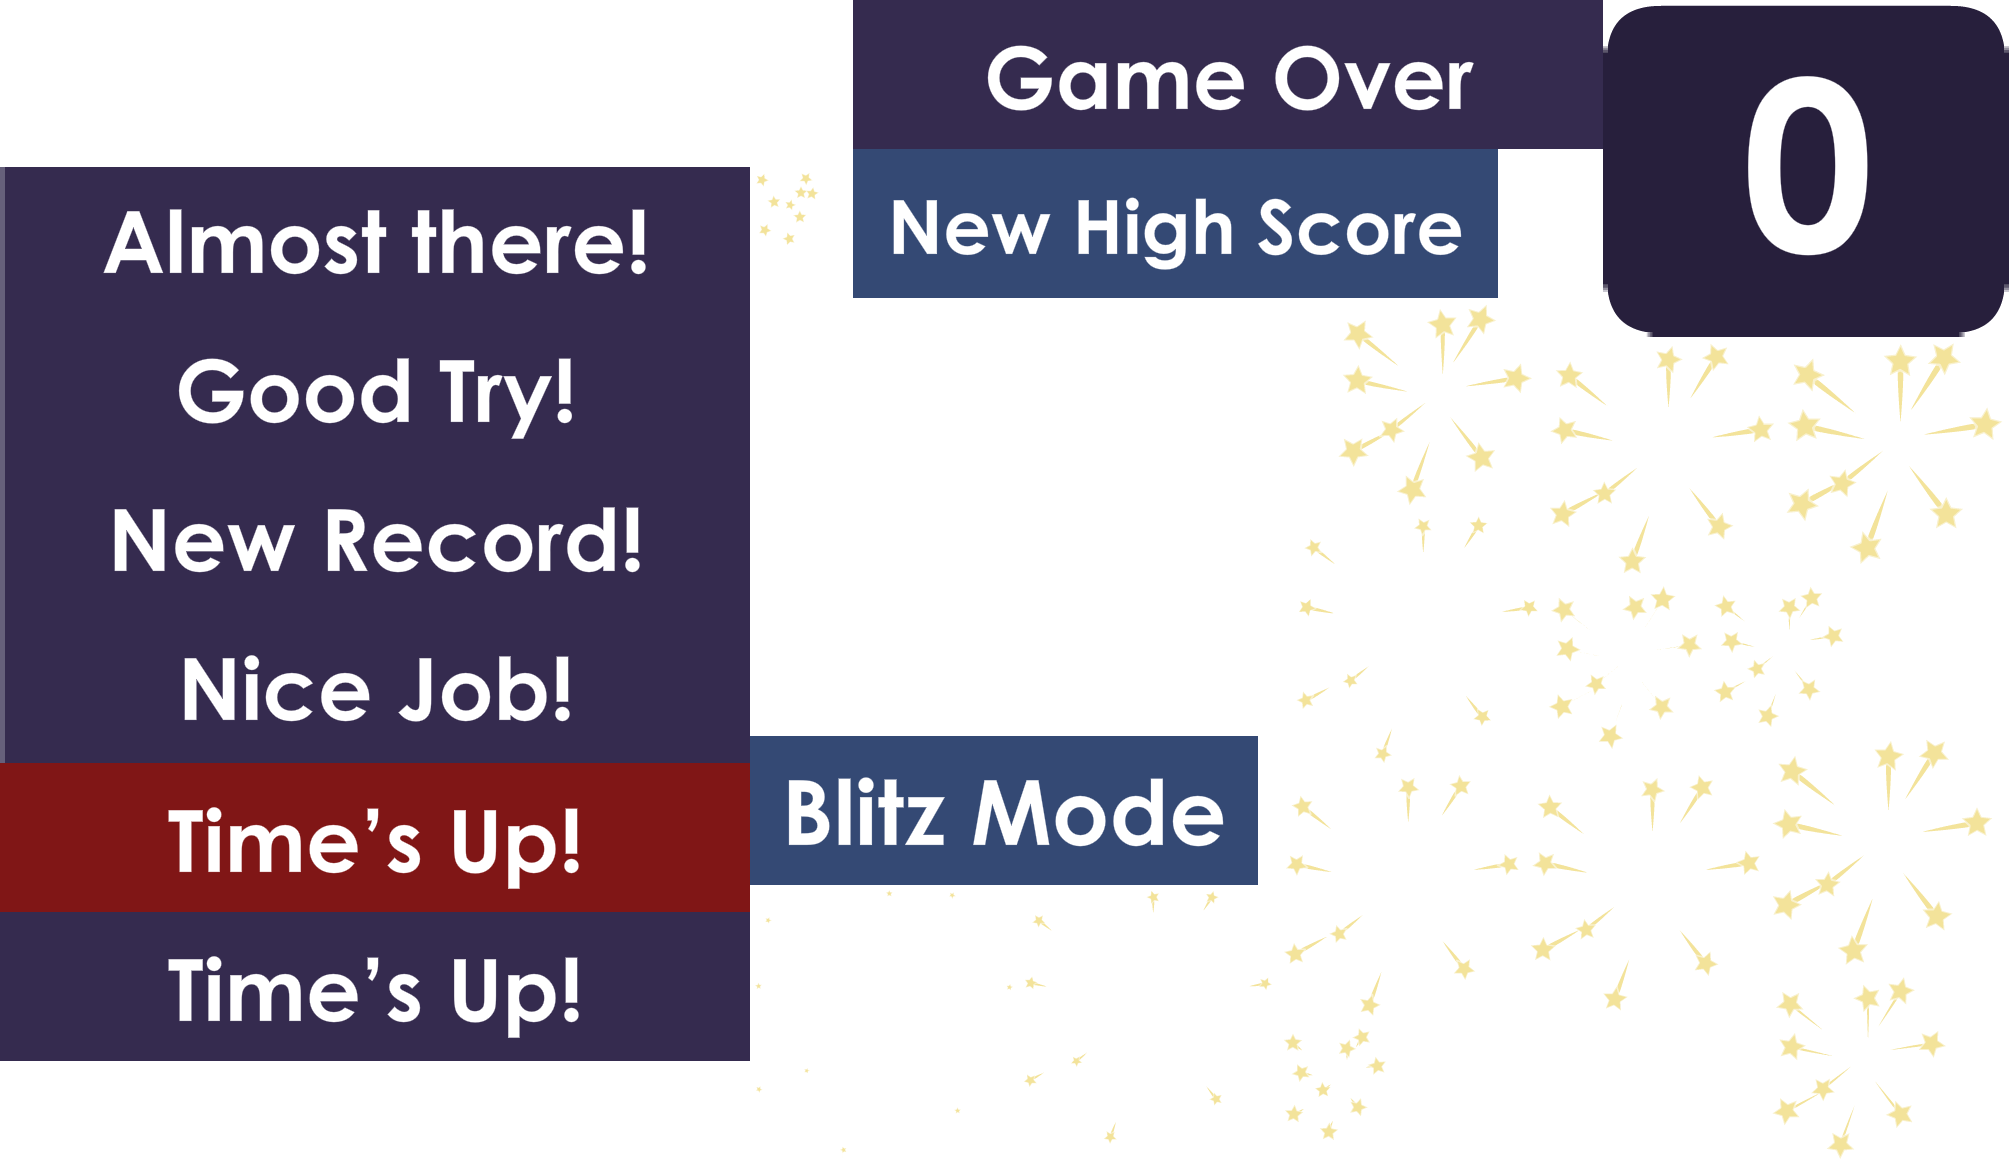 Game Over
0
New High Score
Almost there!
Good Try!
New Record!
Nice Job!
Time’s Up!
Blitz Mode
Time’s Up!